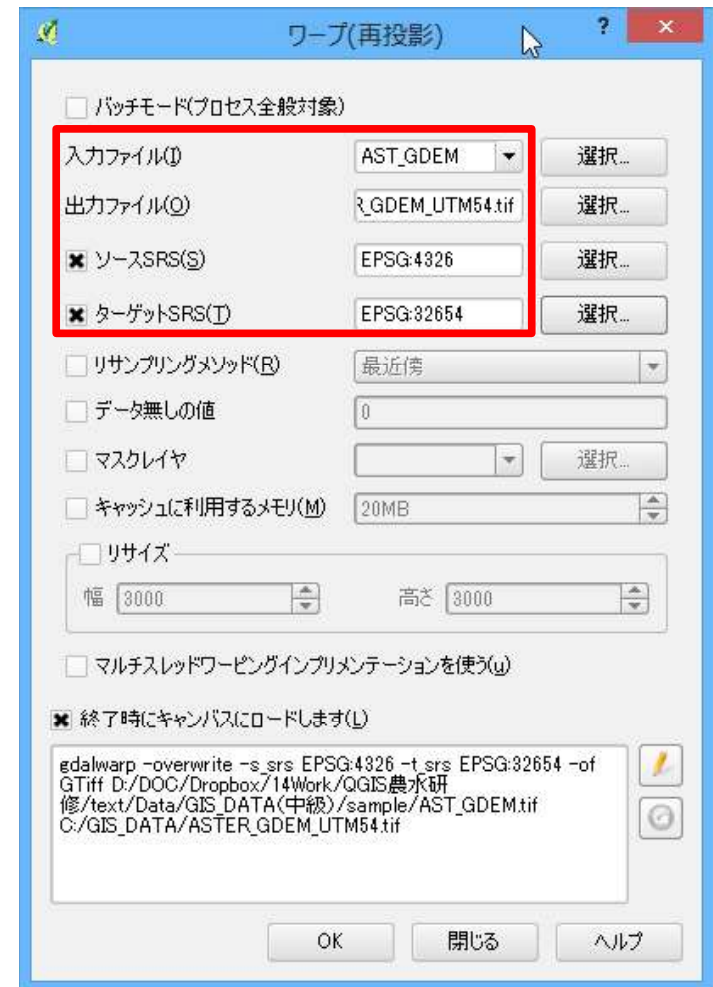 ワープ(再投影)
? ×
バッチモード(プロセス全般対象)
入力ファイル(I) AST_GDEM 選択...
出力ファイル(O) R_GDEM_UTM54.tif 選択...
ソースSRS(S) EPSG:4326 選択...
ターゲットSRS(T) EPSG:32654 選択...
リサンプリングメソッド(R) 最近傍
データ無しの値 0
マスクレイヤ 選択...
キャッシュに利用するメモリ(M) 20MB
リサイズ
幅 3000 高さ 3000
マルチスレッドワーピングインプリメンテーションを使う(u)
終了時にキャンバスにロードします(L)
gdalwarp -overwrite -s_srs EPSG:4326 -t_srs EPSG:32654 -of
GTiff D:/DOC/Dropbox/14Work/QGIS農水研
修/text/Data/GIS_DATA(中級)/sample/AST_GDEM.tif
C:/GIS_DATA/ASTER_GDEM_UTM54.tif
OK 閉じる ヘルプ